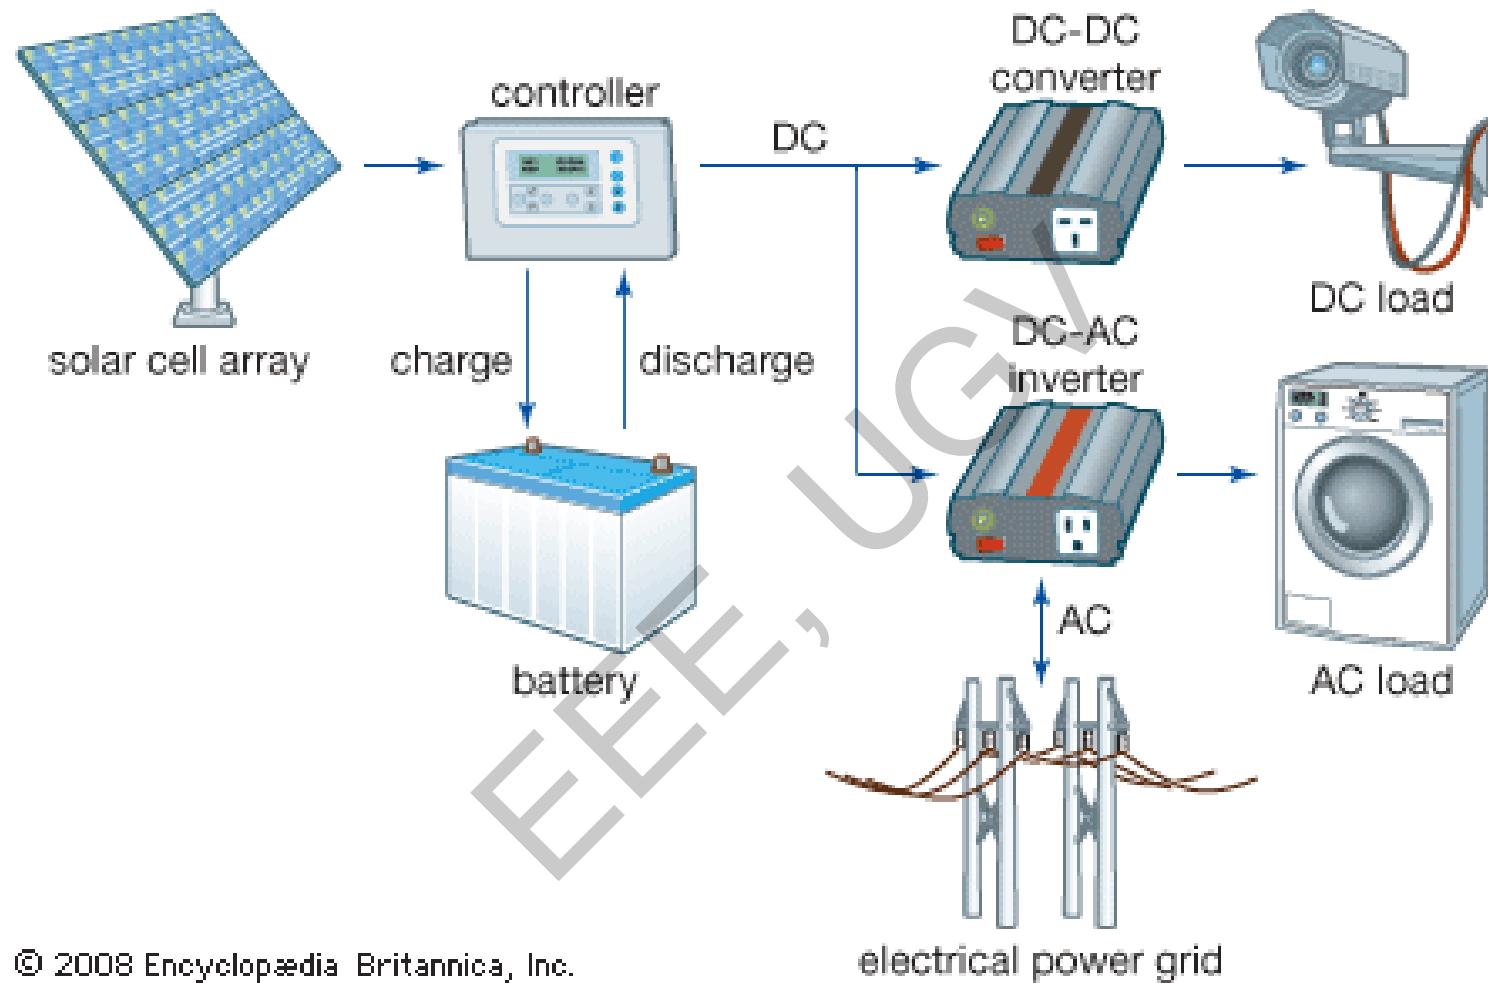 DC-DC
converter
controller
DC
DC load
solar cell array
charge
discharge
DC-AC
inverter
battery
AC
AC load
electrical power grid
EEE, UGV
© 2008 Encyclopædia Britannica, Inc.